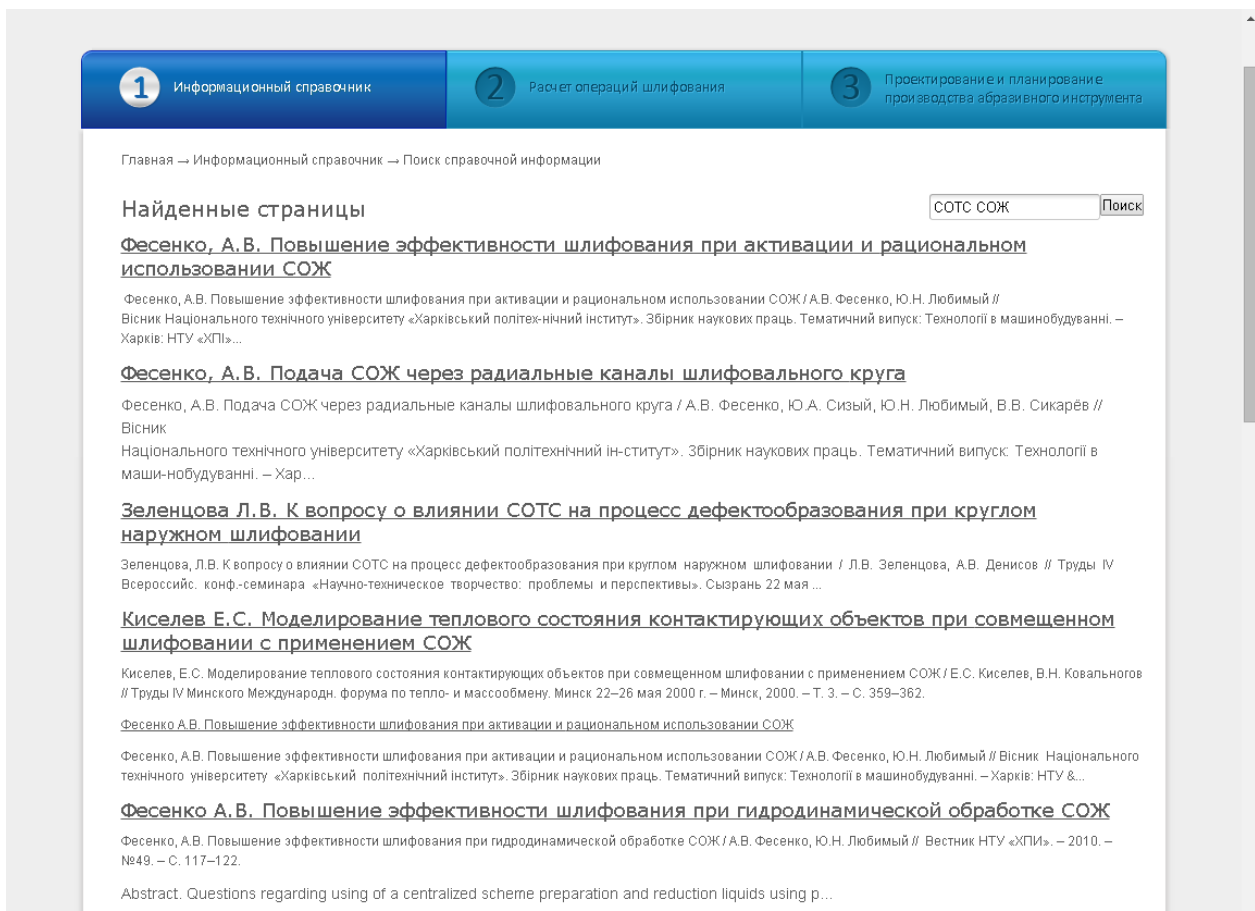 1 Информационный справочник
2 Расчет операций шлифования
3 Проектирование и планирование
производства абразивного инструмента
Главная → Информационный справочник → Поиск справочной информации
Найденные страницы
СОТС СОЖ Поиск
Фесенко, А.В. Повышение эффективности шлифования при активации и рациональном
использовании СОЖ
Фесенко, А.В. Повышение эффективности шлифования при активации и рациональном использовании СОЖ / А.В. Фесенко, Ю.Н. Любимый //
Вісник Національного технічного університету «Харківський політех-нічний інститут». Збірник наукових праць. Тематичний випуск: Технології в машинобудуванні. –
Харків: НТУ «ХПІ»...
Фесенко, А.В. Подача СОЖ через радиальные каналы шлифовального круга
Фесенко, А.В. Подача СОЖ через радиальные каналы шлифовального круга / А.В. Фесенко, Ю.А. Сизый, Ю.Н. Любимый, В.В. Сикарёв //
Вісник
Національного технічного університету «Харківський політехнічний ін-ститут». Збірник наукових праць. Тематичний випуск: Технології в
маши-нобудуванні. – Хар...
Зеленцова Л.В. К вопросу о влиянии СОТС на процесс дефектообразования при круглом
наружном шлифовании
Зеленцова, Л.В. К вопросу о влиянии СОТС на процесс дефектообразования при круглом наружном шлифовании / Л.В. Зеленцова, А.В. Денисов // Труды IV
Всероссийс. конф.-семинара «Научно-техническое творчество: проблемы и перспективы». Сызрань 22 мая ...
Киселев Е.С. Моделирование теплового состояния контактирующих объектов при совмещенном
шлифовании с применением СОЖ
Киселев, Е.С. Моделирование теплового состояния контактирующих объектов при совмещенном шлифовании с применением СОЖ / Е.С. Киселев, В.Н. Ковальногов
// Труды IV Минского Международн. форума по тепло- и массообмену. Минск 22–26 мая 2000 г. – Минск, 2000. – Т. 3. – С. 359–362.
Фесенко А.В. Повышение эффективности шлифования при активации и рациональном использовании СОЖ
Фесенко, А.В. Повышение эффективности шлифования при активации и рациональном использовании СОЖ / А.В. Фесенко, Ю.Н. Любимый // Вісник Національного
технічного університету «Харківський політехнічний інститут». Збірник наукових праць. Тематичний випуск: Технології в машинобудуванні. – Харків: НТУ &...
Фесенко А.В. Повышение эффективности шлифования при гидродинамической обработке СОЖ
Фесенко, А.В. Повышение эффективности шлифования при гидродинамической обработке СОЖ / А.В. Фесенко, Ю.Н. Любимый // Вестник НТУ «ХПИ». – 2010. –
№49. – С. 117–122.
Abstract. Questions regarding using of a centralized scheme preparation and reduction liquids using p...